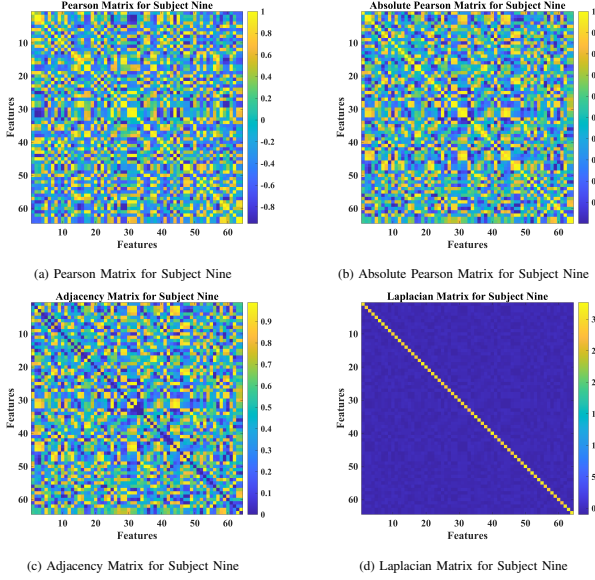 Pearson Matrix for Subject Nine
Absolute Pearson Matrix for Subject Nine
Features
10
20
30
40
50
60
10 20 30 40 50 60
Features
1
0.8
0.6
0.4
0.2
0
-0.2
-0.4
-0.6
-0.8
Features
10
20
30
40
50
60
10 20 30 40 50 60
Features
(a) Pearson Matrix for Subject Nine
(b) Absolute Pearson Matrix for Subject Nine
Adjacency Matrix for Subject Nine
Laplacian Matrix for Subject Nine
Features
10
20
30
40
50
60
10 20 30 40 50 60
Features
0.9
0.8
0.7
0.6
0.5
0.4
0.3
0.2
0.1
0
Features
10
20
30
40
50
60
10 20 30 40 50 60
Features
(c) Adjacency Matrix for Subject Nine
(d) Laplacian Matrix for Subject Nine